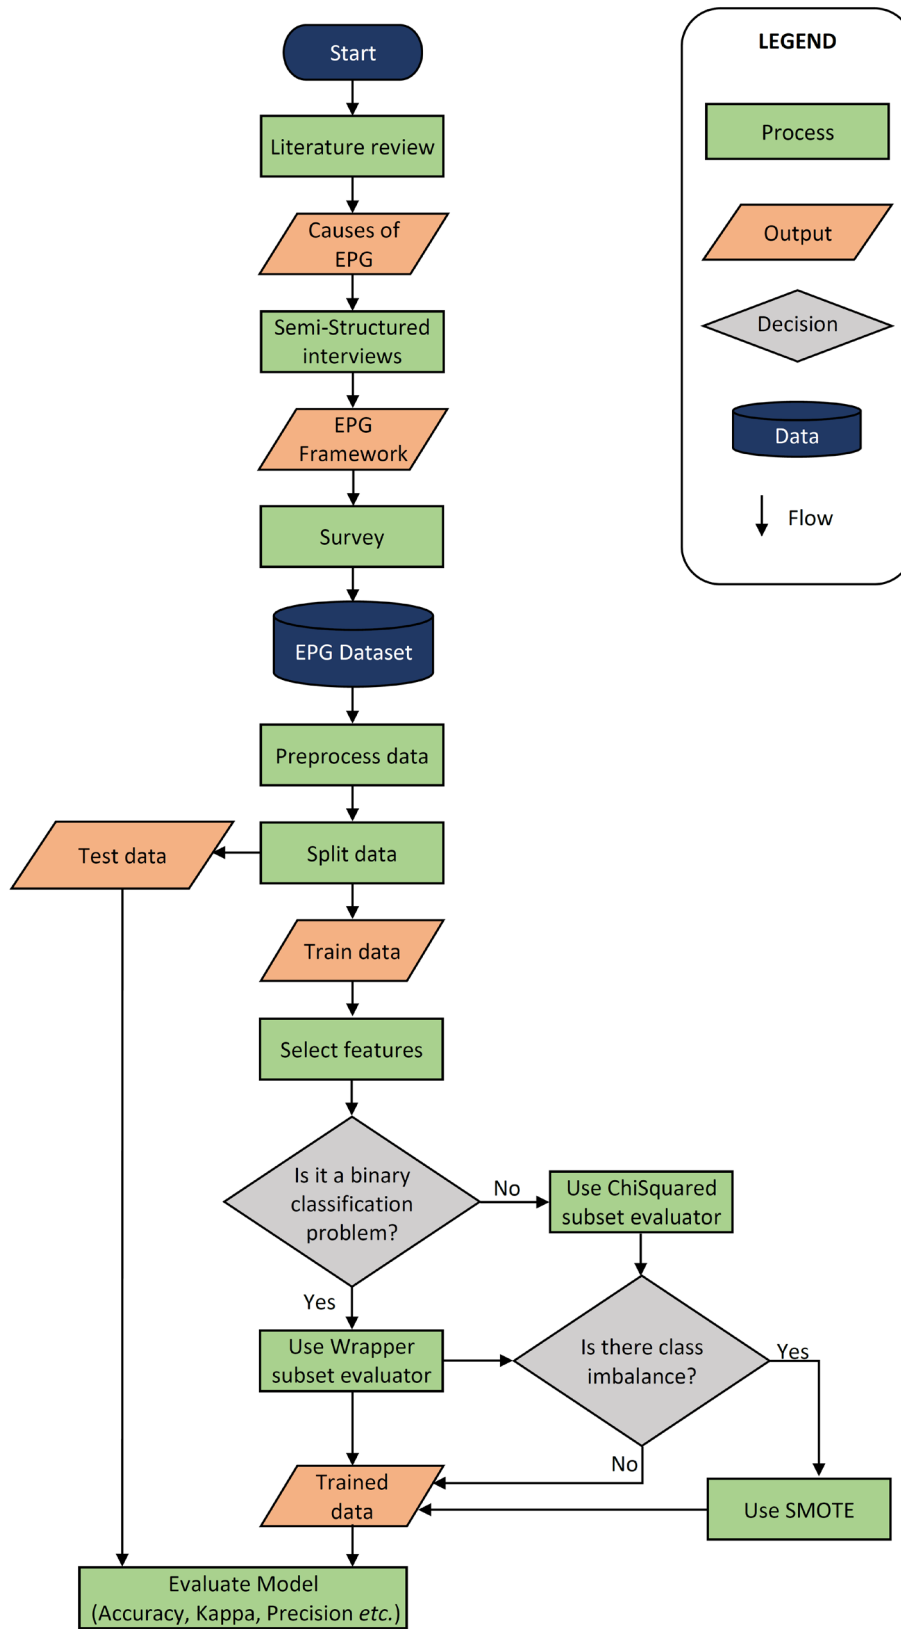 Start
Literature review
Causes of
EPG
Semi-Structured
interviews
EPG
Framework
Survey
EPG Dataset
Preprocess data
Split data
Test data
Train data
Select features
Is it a binary
classification
problem?
No
Use ChiSquared
subset evaluator
Yes
Use Wrapper
subset evaluator
Is there class
imbalance?
Yes
No
Use SMOTE
Trained
data
Evaluate Model
(Accuracy, Kappa, Precision etc.)
LEGEND
Process
Output
Decision
Data
Flow